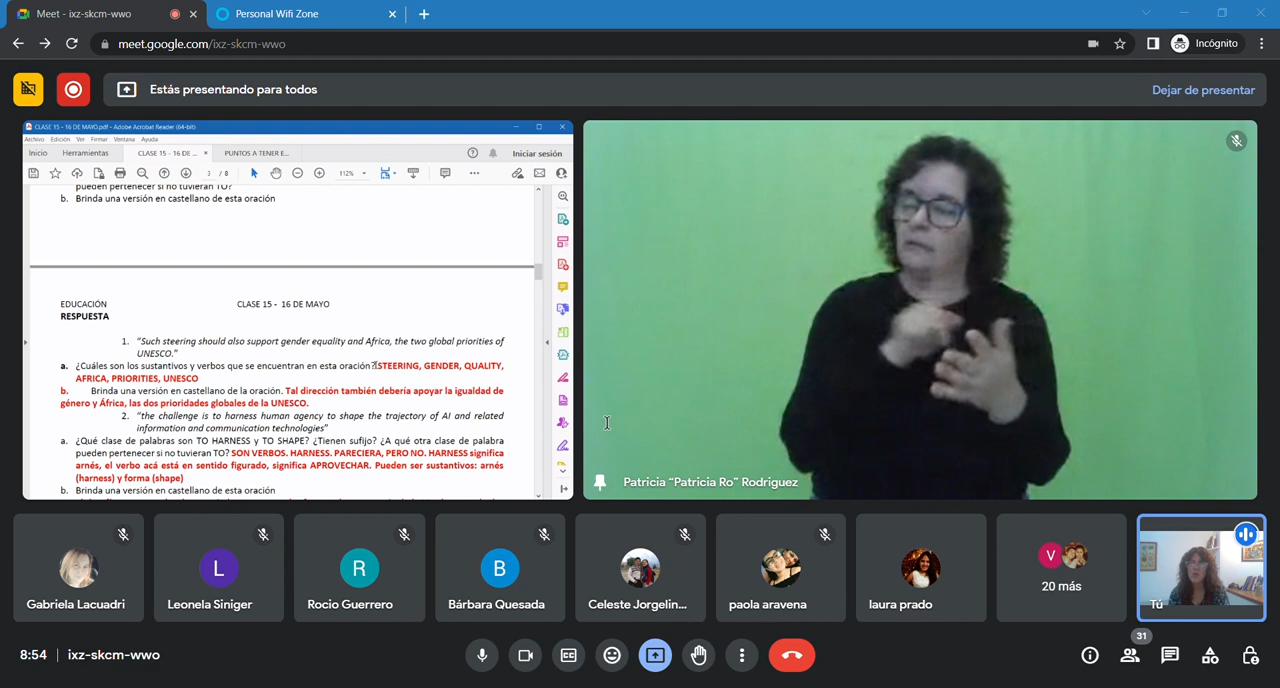 Meet - ixz-skcm-wwo
Personal Wifi Zone
meet.google.com/ixz-skcm-wwo
Incógnito
Estás presentando para todos
Dejar de presentar
CLASE 15 - 16 DE MAYO.pdf - Adobe Acrobat Reader (64-bit)
Archivo Edición Ver Firmar Ventana Ayuda
Inicio Herramientas CLASE 15 - 16 DE ... × PUNTOS A TENER E... Iniciar sesión
3 / 8 112%
pueden pertenecer si no tuvieran TO?
b. Brinda una versión en castellano de esta oración
EDUCACIÓN CLASE 15 - 16 DE MAYO
RESPUESTA
1. "Such steering should also support gender equality and Africa, the two global priorities of
UNESCO."
a. ¿Cuáles son los sustantivos y verbos que se encuentran en esta oración? STEERING, GENDER, QUALITY,
AFRICA, PRIORITIES, UNESCO
b. Brinda una versión en castellano de la oración. Tal dirección también debería apoyar la igualdad de
género y África, las dos prioridades globales de la UNESCO.
2. "the challenge is to harness human agency to shape the trajectory of AI and related
information and communication technologies"
a. ¿Qué clase de palabras son TO HARNESS y TO SHAPE? ¿Tienen sufijo? ¿A qué otra clase de palabra
pueden pertenecer si no tuvieran TO? SON VERBOS. HARNESS. PARECIERA, PERO NO. HARNESS significa
arnés, el verbo acá está en sentido figurado, significa APROVECHAR. Pueden ser sustantivos: arnés
(harness) y forma (shape)
b. Brinda una versión en castellano de esta oración
Patricia “Patricia Ro” Rodriguez
Gabriela Lacuadri
L
Leonela Siniger
R
Rocio Guerrero
B
Bárbara Quesada
Celeste Jorgelin...
paola aravena
laura prado
V
20 más
Tú
8:54 | ixz-skcm-wwo
31